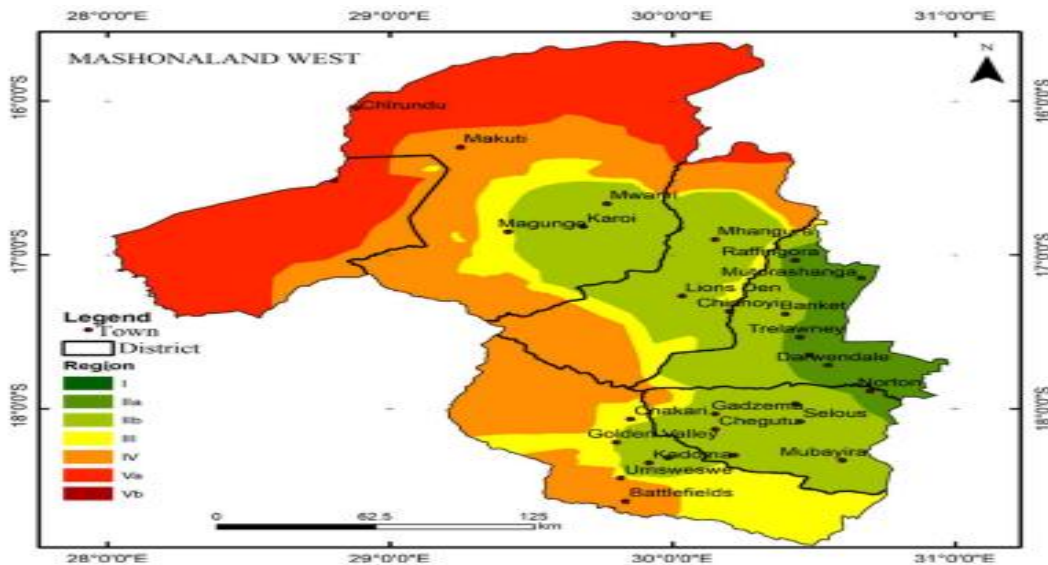 28°0'0"E 29°0'0"E 30°0'0"E 31°0'0"E
MASHONALAND WEST
N
16°0'0"S 16°0'0"S
Chirundu
Makuti
Mwami
Magunge Karoi
Mhangura
Raffingora
17°0'0"S 17°0'0"S
Mutorashanga
Lions Den
Chinhoyi Banket
Trelawney
Darwendale
Norton
18°0'0"S 18°0'0"S
Chakari Gadzema Selous
Golden Valley Chegutu
Kadoma Mubayira
Umsweswe
Battlefields
Legend
Town
District
Region
I
IIa
IIb
III
IV
Va
Vb
0 62.5 125
km
28°0'0"E 29°0'0"E 30°0'0"E 31°0'0"E